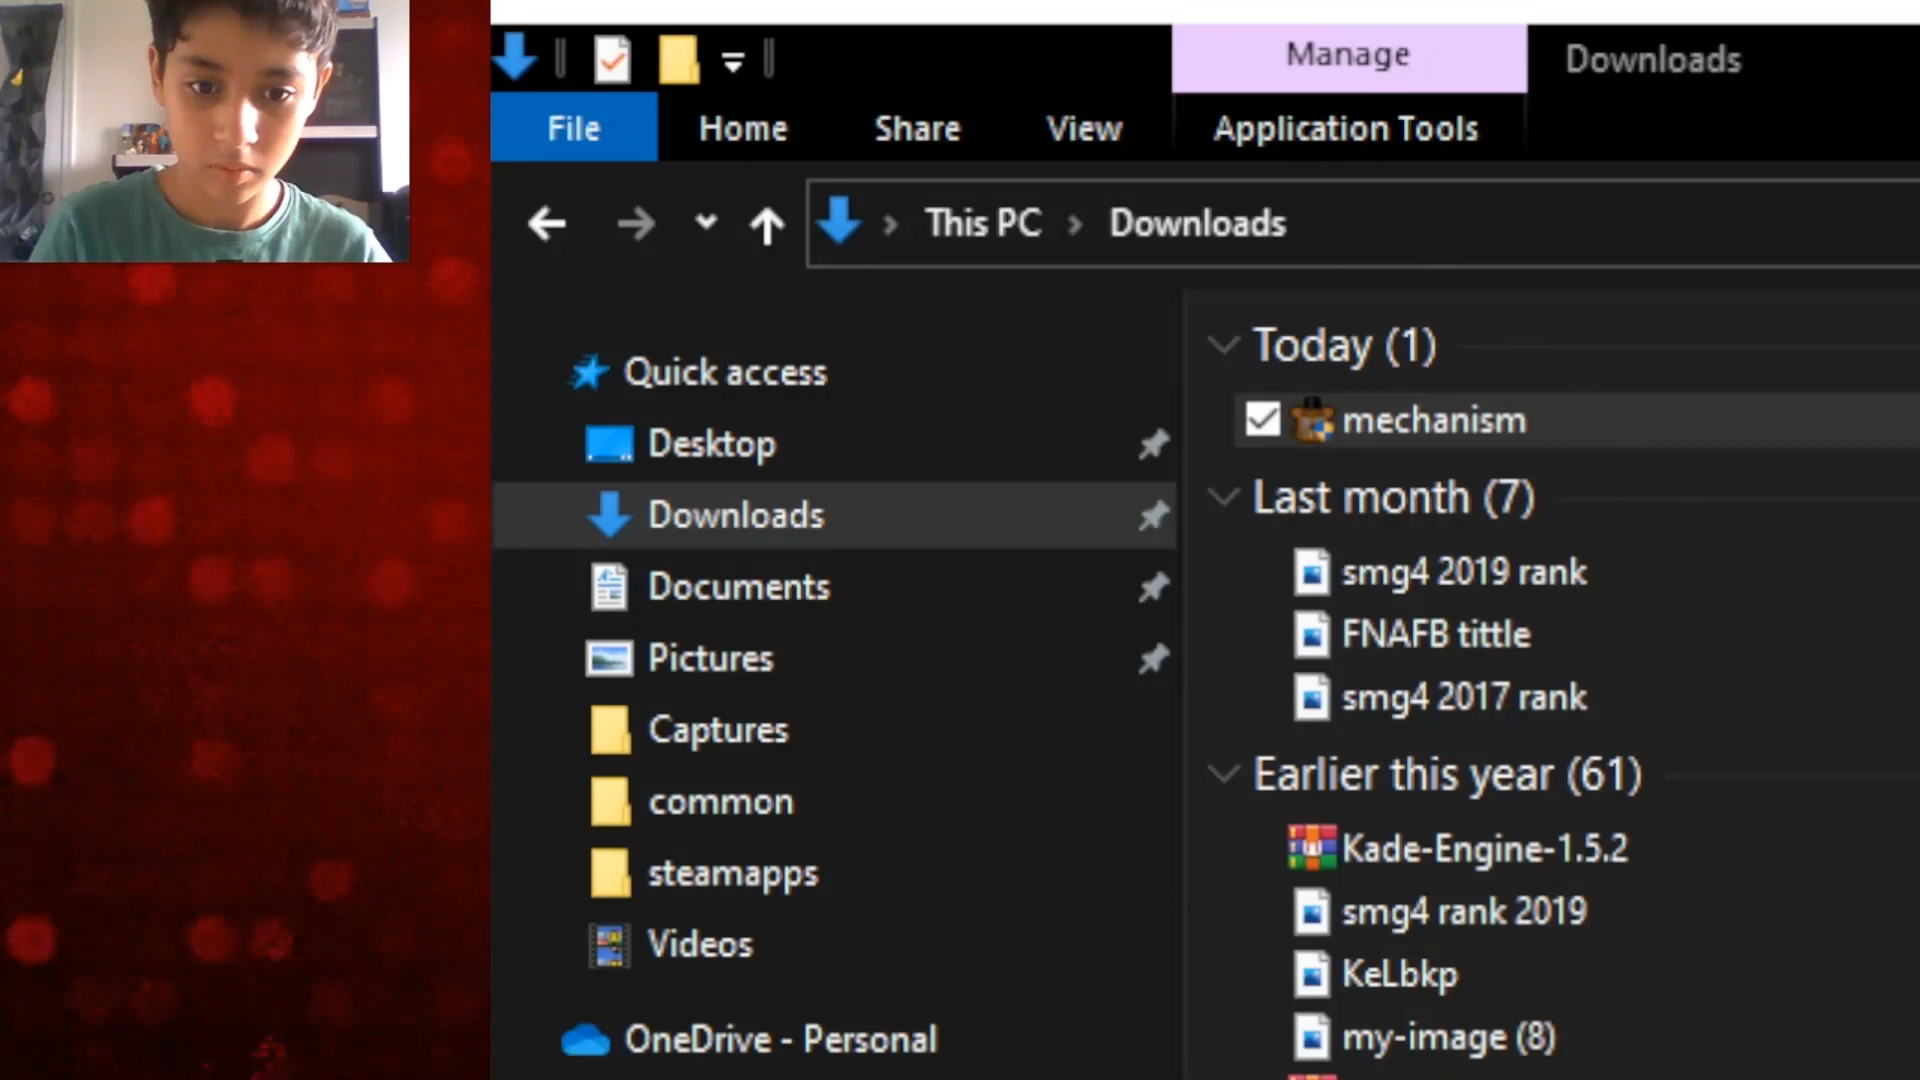 Manage
Downloads
File
Home
Share
View
Application Tools
This PC
Downloads
Quick access
Desktop
Downloads
Documents
Pictures
Captures
common
steamapps
Videos
OneDrive - Personal
Today (1)
mechanism
Last month (7)
smg4 2019 rank
FNAFB tittle
smg4 2017 rank
Earlier this year (61)
Kade-Engine-1.5.2
smg4 rank 2019
KeLbkp
my-image (8)